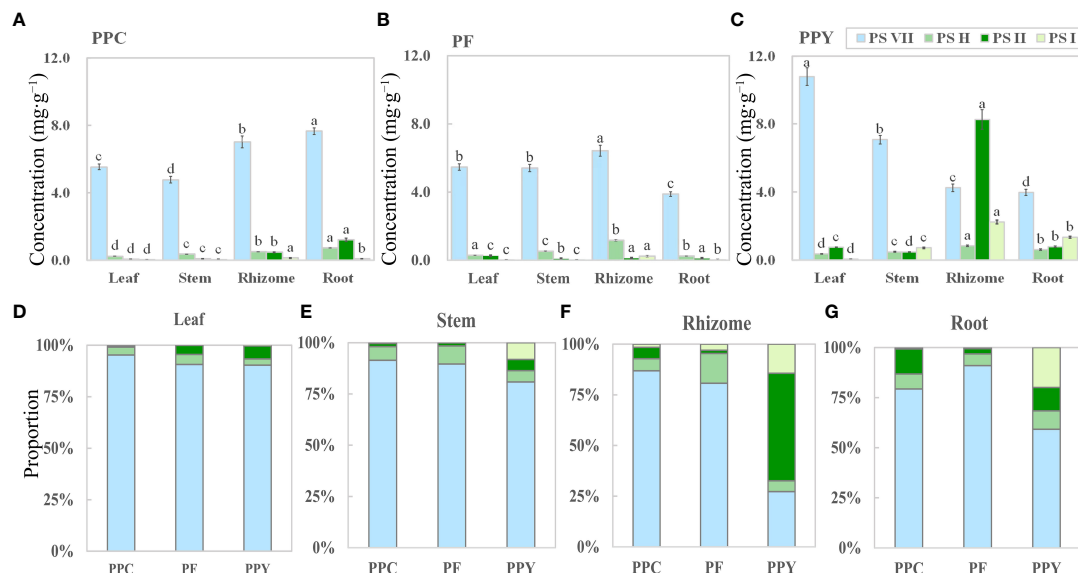 A
PPC
Concentration (mg·g⁻¹)
12.0
8.0
4.0
0.0
c d d d
d c c c
b b b a
a a a b
Leaf Stem Rhizome Root
B
PF
Concentration (mg·g⁻¹)
12.0
8.0
4.0
0.0
b a c c
b b b c
a a a a
c b a b
Leaf Stem Rhizome Root
C
PPY
PS VII PS H PS II PS I
Concentration (mg·g⁻¹)
12.0
8.0
4.0
0.0
a d c d
b c d c
c a a a
d b b b
Leaf Stem Rhizome Root
D
Leaf
Proportion
100%
75%
50%
25%
0%
PPC PF PPY
E
Stem
100%
75%
50%
25%
0%
PPC PF PPY
F
Rhizome
100%
75%
50%
25%
0%
PPC PF PPY
G
Root
100%
75%
50%
25%
0%
PPC PF PPY